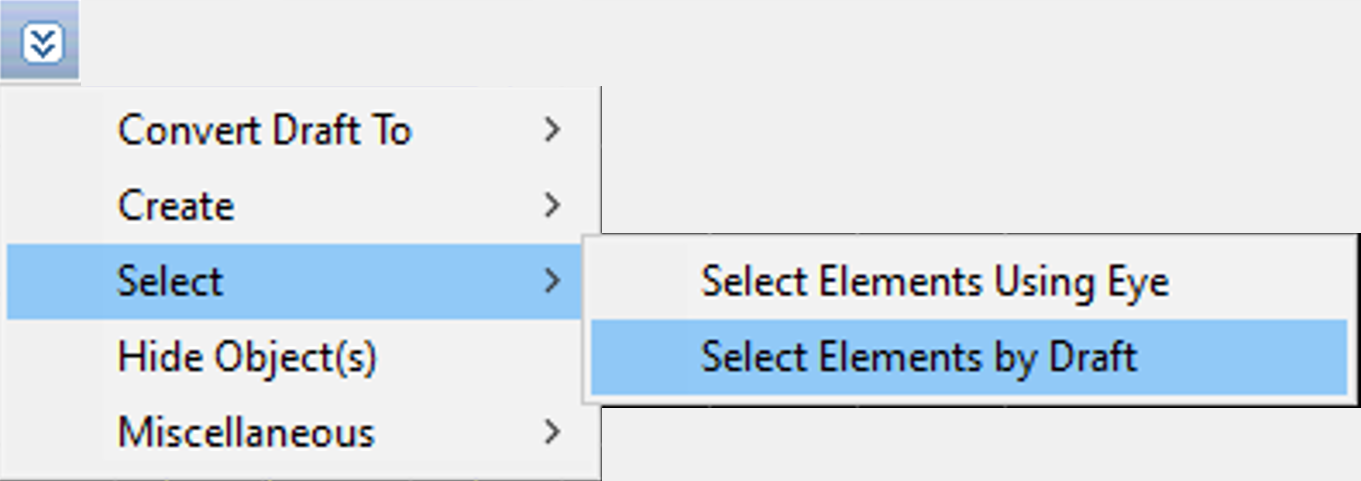 Convert Draft To
Create
Select
Select Elements Using Eye
Hide Object(s)
Select Elements by Draft
Miscellaneous